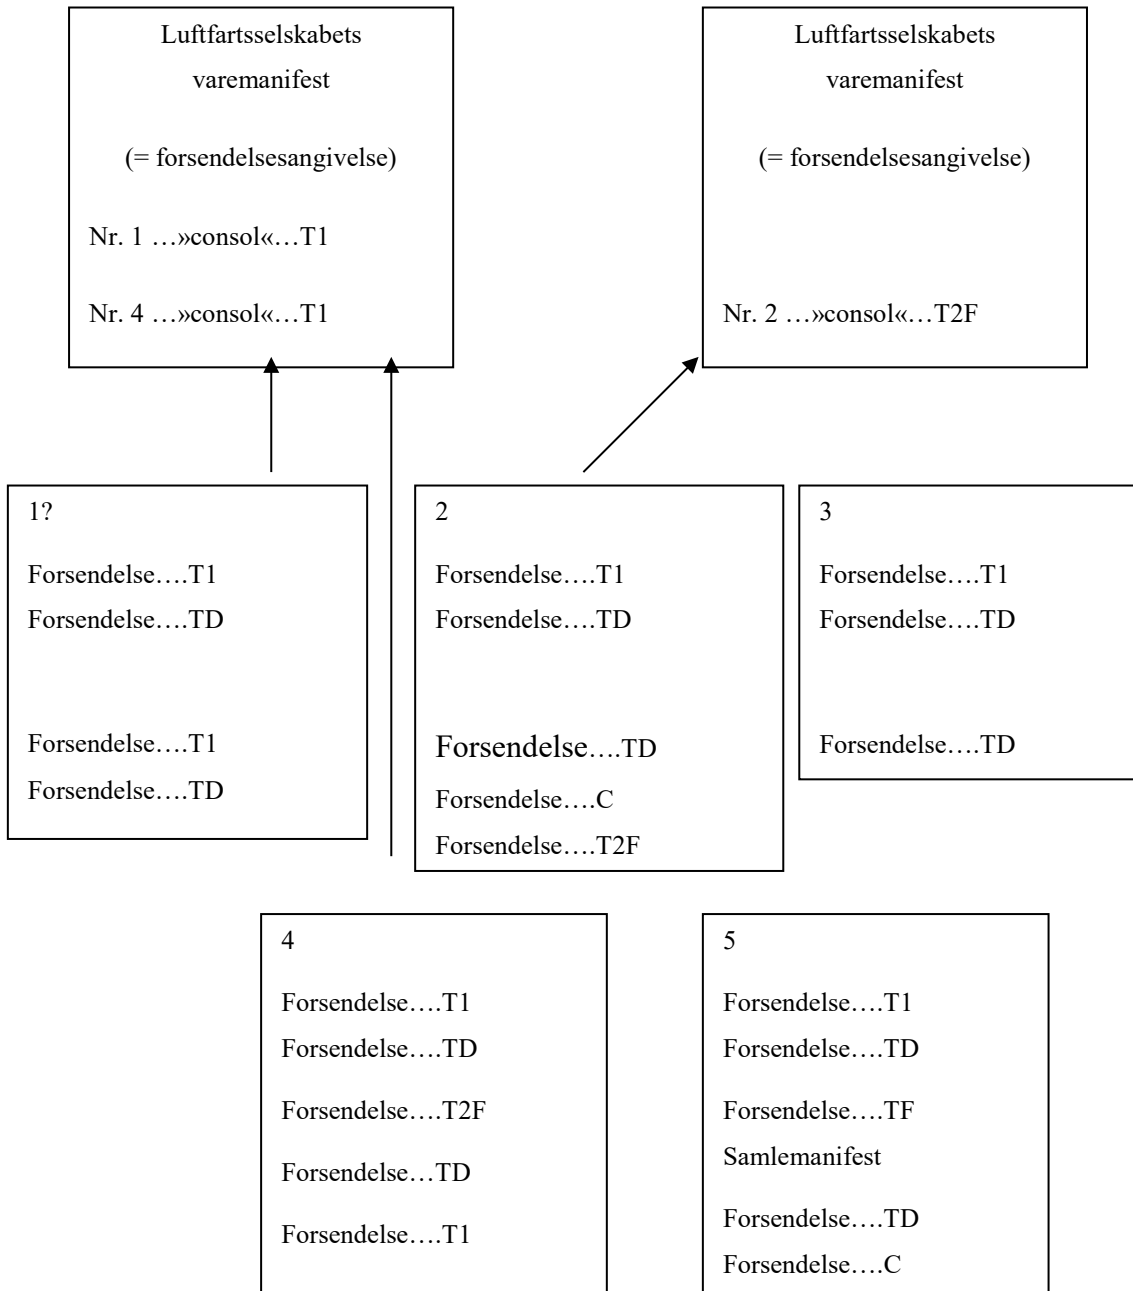 Luftfartsselskabets
varemanifest
(= forsendelsesangivelse)
Nr. 1 …»consol«…T1
Nr. 4 …»consol«…T1
Luftfartsselskabets
varemanifest
(= forsendelsesangivelse)
Nr. 2 …»consol«…T2F
1?
Forsendelse….T1
Forsendelse….TD
Forsendelse….T1
Forsendelse….TD
2
Forsendelse….T1
Forsendelse….TD
Forsendelse….TD
Forsendelse….C
Forsendelse….T2F
3
Forsendelse….T1
Forsendelse….TD
Forsendelse….TD
4
Forsendelse….T1
Forsendelse….TD
Forsendelse….T2F
Forsendelse…TD
Forsendelse….T1
5
Forsendelse….T1
Forsendelse….TD
Forsendelse….TF
Samlemanifest
Forsendelse….TD
Forsendelse….C